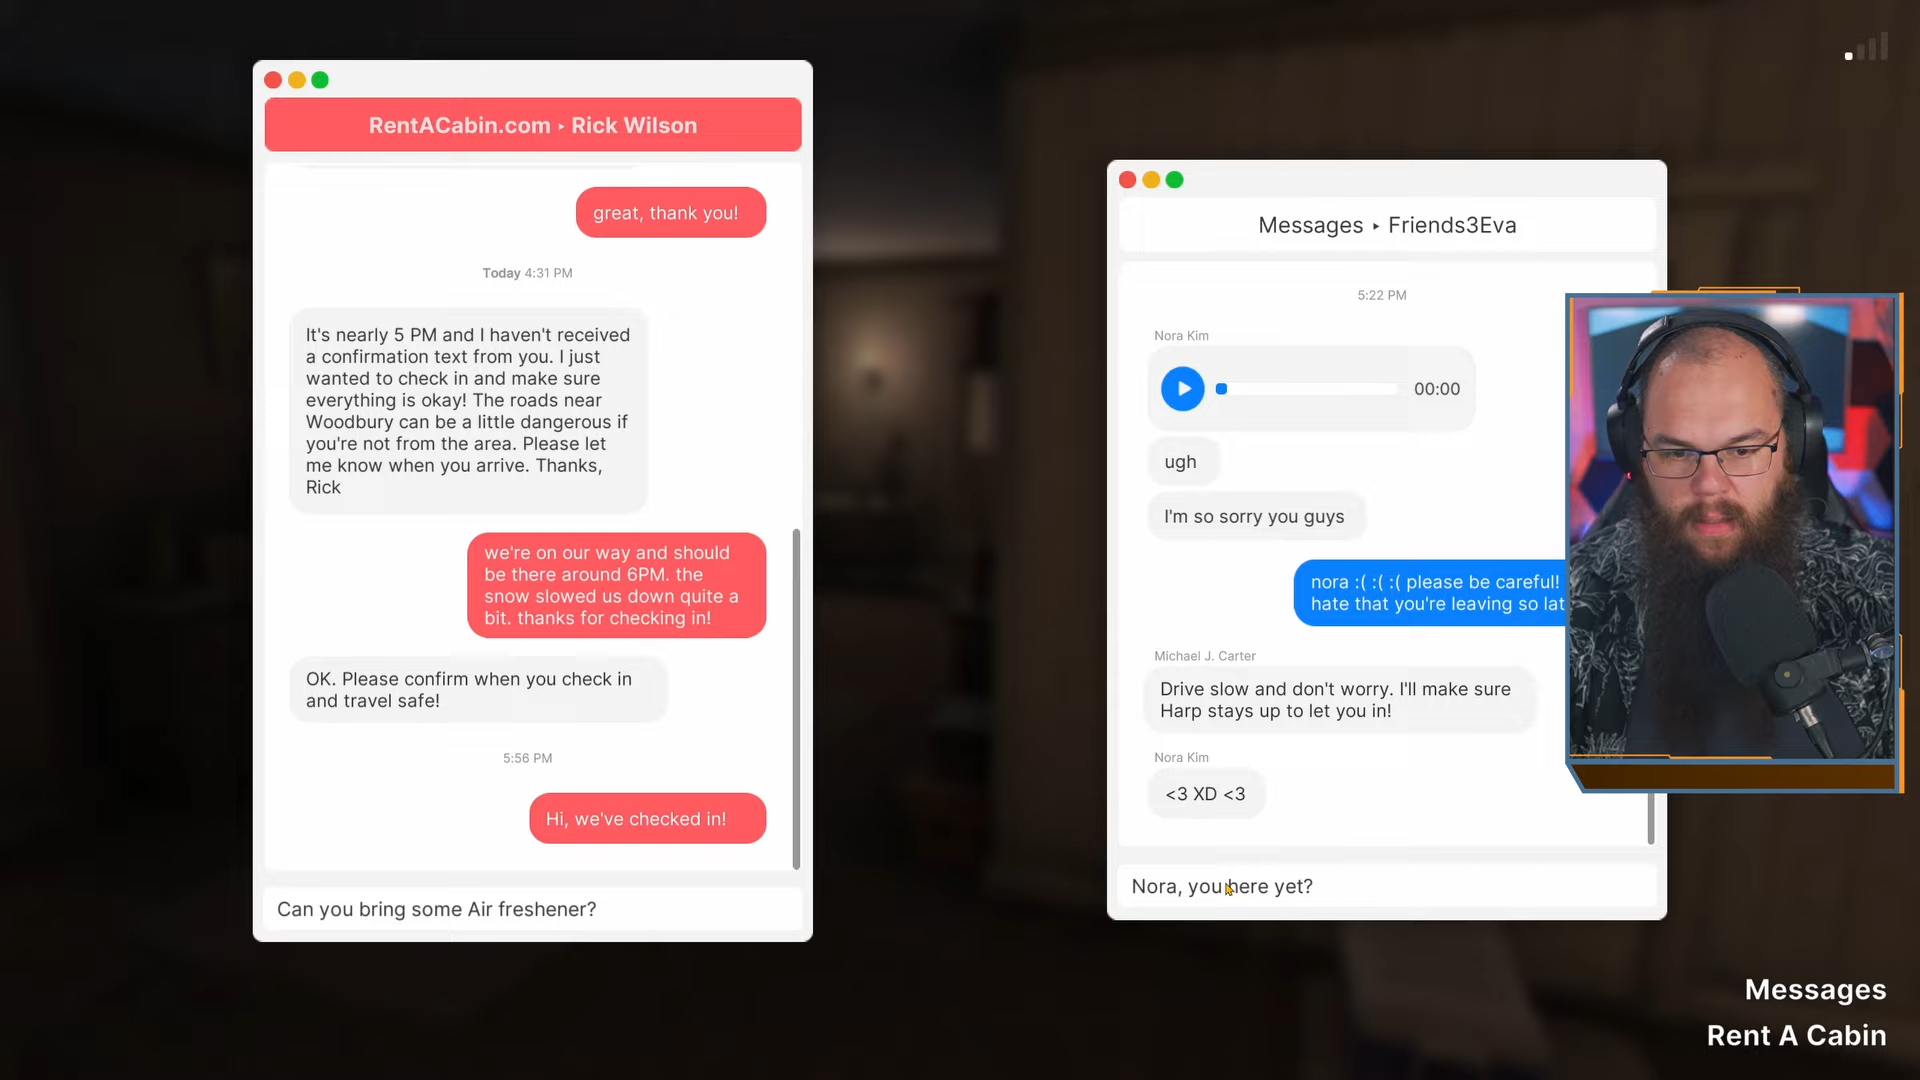 RentACabin.com ‣ Rick Wilson
great, thank you!
Today 4:31 PM
It's nearly 5 PM and I haven't received
a confirmation text from you. I just
wanted to check in and make sure
everything is okay! The roads near
Woodbury can be a little dangerous if
you're not from the area. Please let
me know when you arrive. Thanks,
Rick
we're on our way and should
be there around 6PM. the
snow slowed us down quite a
bit. thanks for checking in!
OK. Please confirm when you check in
and travel safe!
5:56 PM
Hi, we've checked in!
Can you bring some Air freshener?
Messages ‣ Friends3Eva
5:22 PM
Nora Kim
00:00
ugh
I'm so sorry you guys
nora :( :( :( please be careful!
hate that you're leaving so lat
Michael J. Carter
Drive slow and don't worry. I'll make sure
Harp stays up to let you in!
Nora Kim
<3 XD <3
Nora, you here yet?
Messages
Rent A Cabin